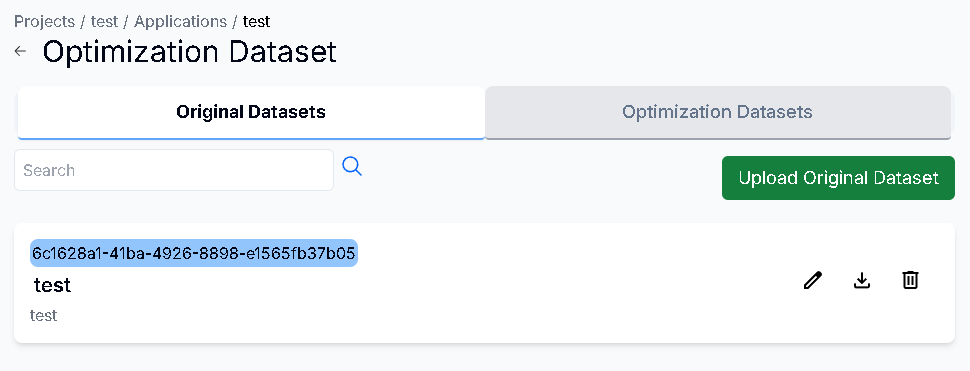 Projects / test / Applications / test
Optimization Dataset
Original Datasets
Optimization Datasets
Search
Upload Original Dataset
6c1628a1-41ba-4926-8898-e1565fb37b05
test
test